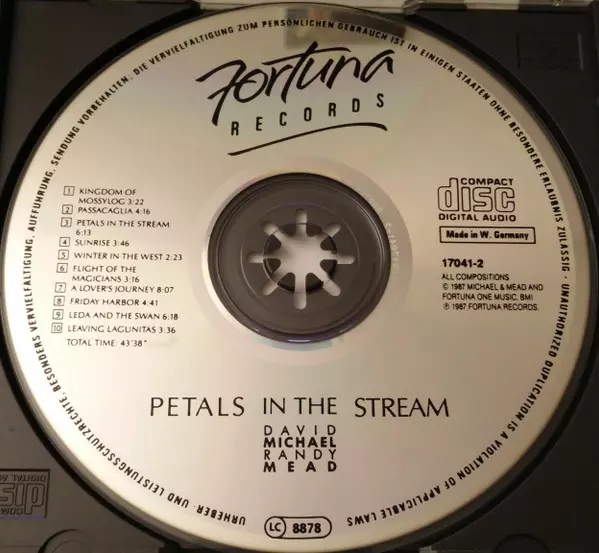 URHEBER- UND LEISTUNGSSCHUTZRECHTE. BESONDERS VERVIELFÄLTIGUNG, AUFFÜHRUNG, SENDUNG VORBEHALTEN. DIE VERVIELFÄLTIGUNG ZUM PERSÖNLICHEN GEBRAUCH IST IN EINIGEN STAATEN OHNE BESONDERE ERLAUBNIS ZULÄSSIG · UNAUTHORIZED DUPLICATION IS A VIOLATION OF APPLICABLE LAWS
Fortuna
RECORDS
1 KINGDOM OF
MOSSYLOG 3:22
2 PASSACAGLIA 4:16
3 PETALS IN THE STREAM
6:13
4 SUNRISE 3:46
5 WINTER IN THE WEST 2:23
6 FLIGHT OF THE
MAGICIANS 3:16
7 A LOVER'S JOURNEY 8:07
8 FRIDAY HARBOR 4:41
9 LEDA AND THE SWAN 6:18
10 LEAVING LAGUNITAS 3:36
TOTAL TIME: 43'38"
COMPACT
disc
DIGITAL AUDIO
Made in W. Germany
17041-2
ALL COMPOSITIONS
© 1987 MICHAEL & MEAD AND
FORTUNA ONE MUSIC. BMI
℗ 1987 FORTUNA RECORDS.
PETALS IN THE STREAM
DAVID
MICHAEL
RANDY
MEAD
LC 8878